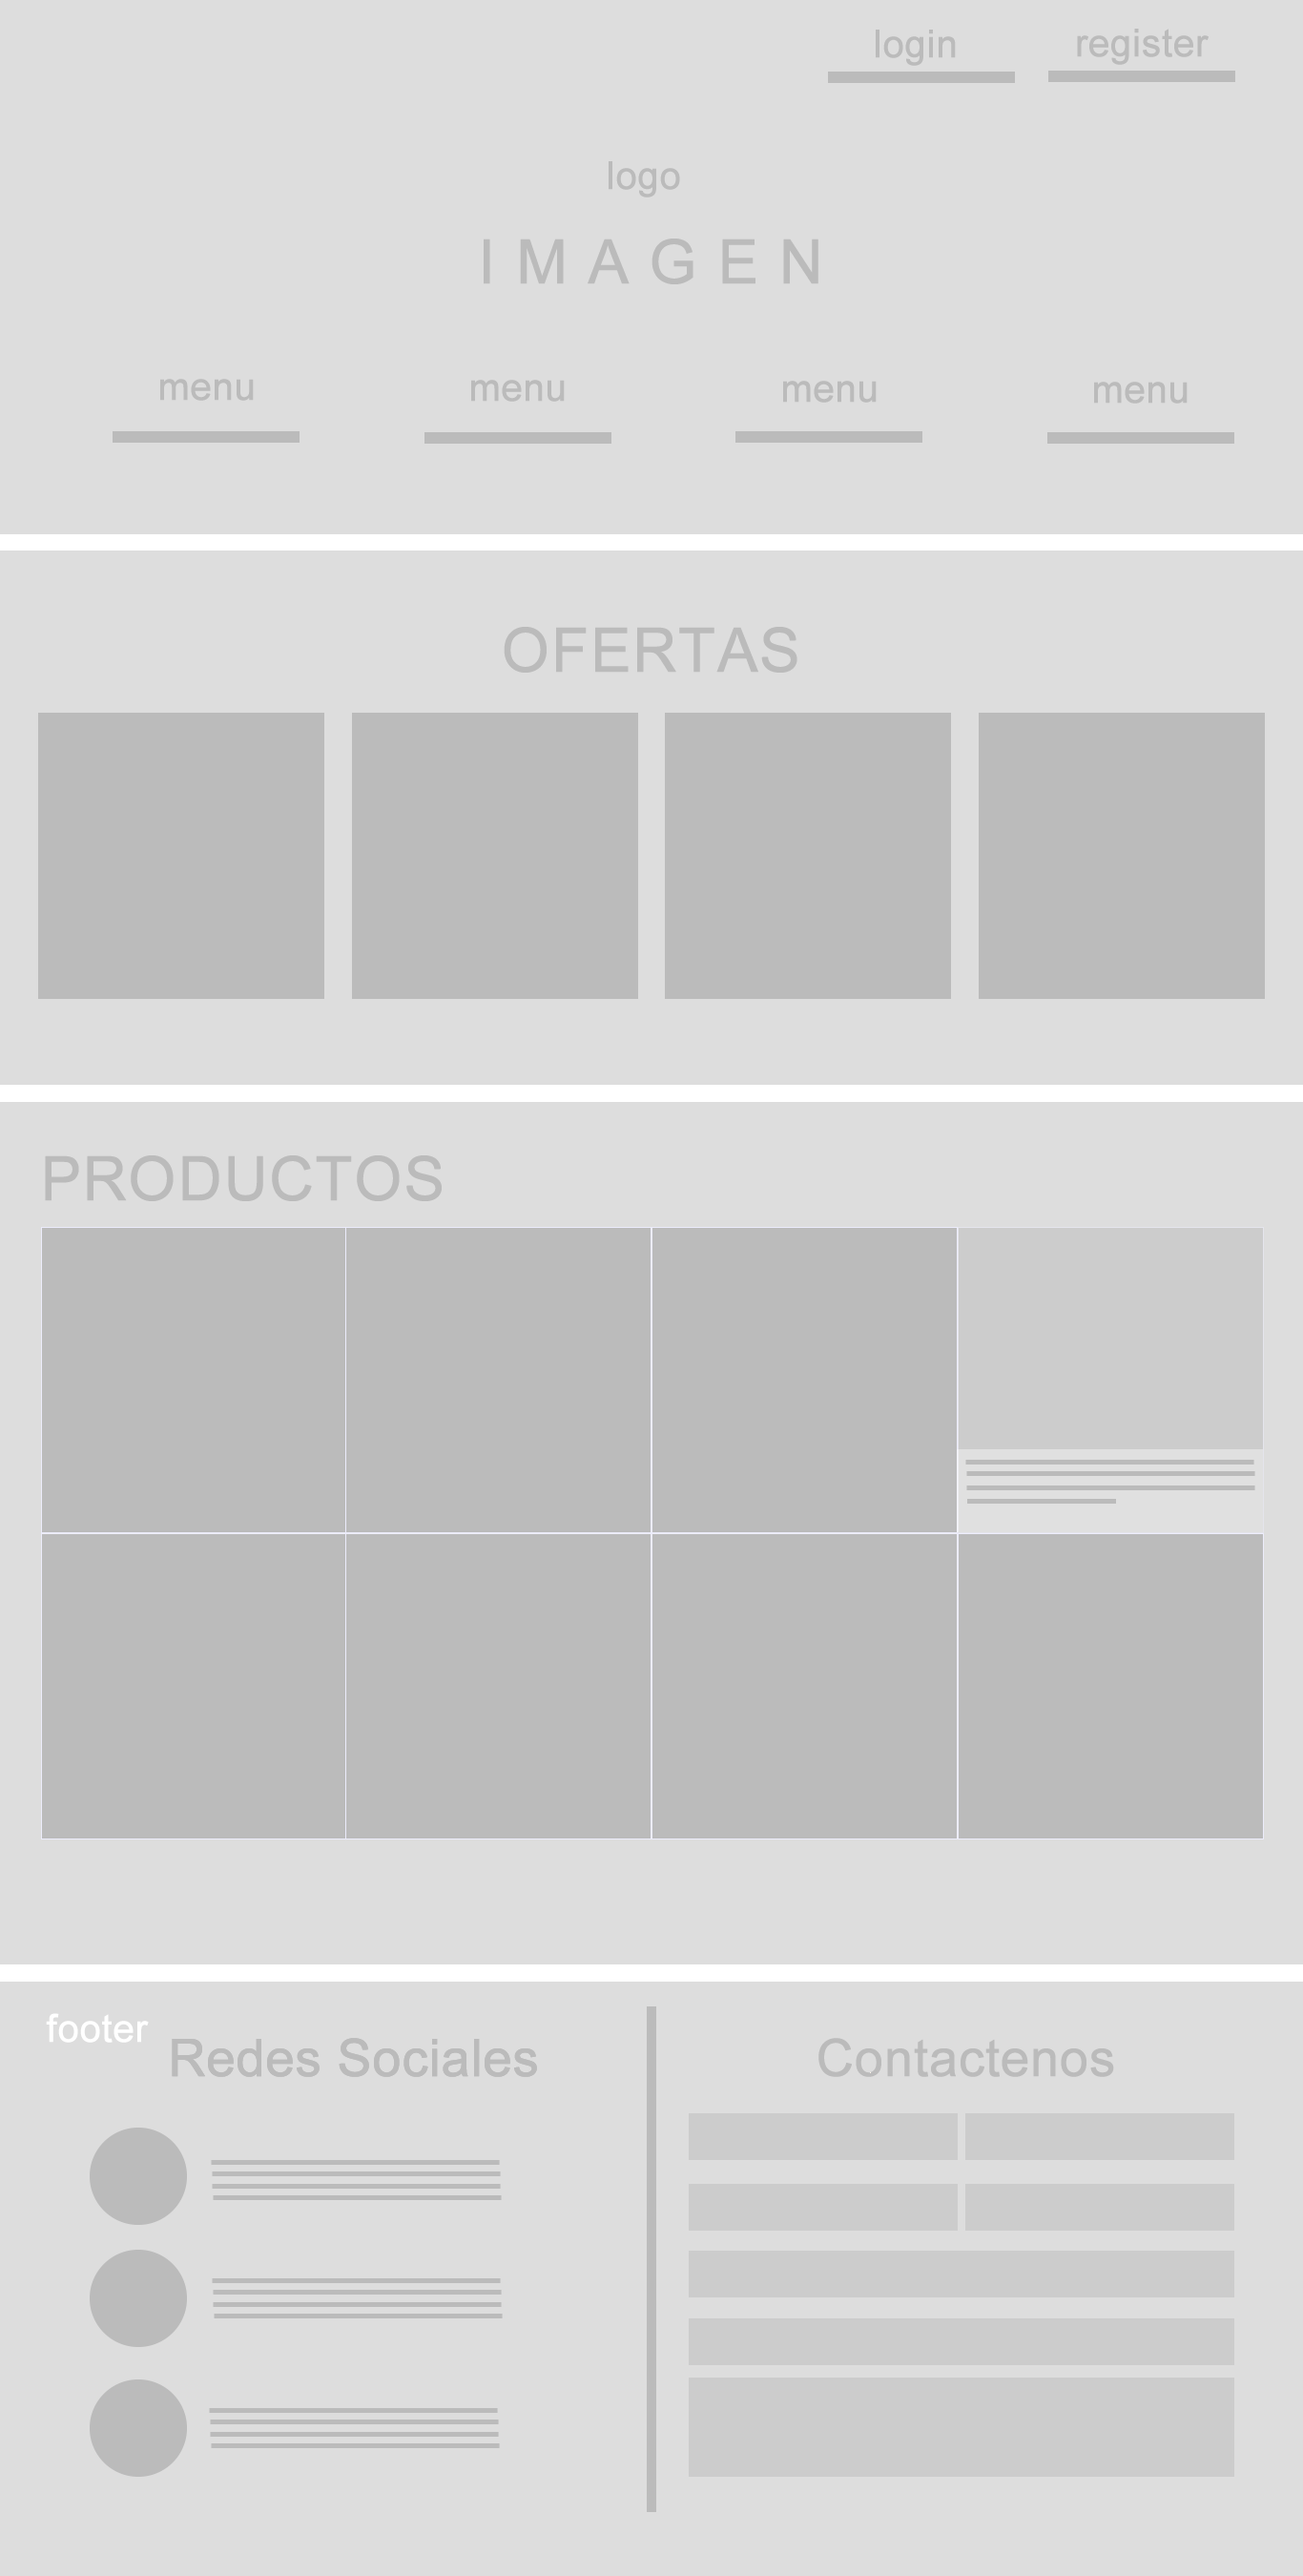 login register
logo
I M A G E N
menu menu menu menu
OFERTAS
PRODUCTOS
footer
Redes Sociales
Contactenos